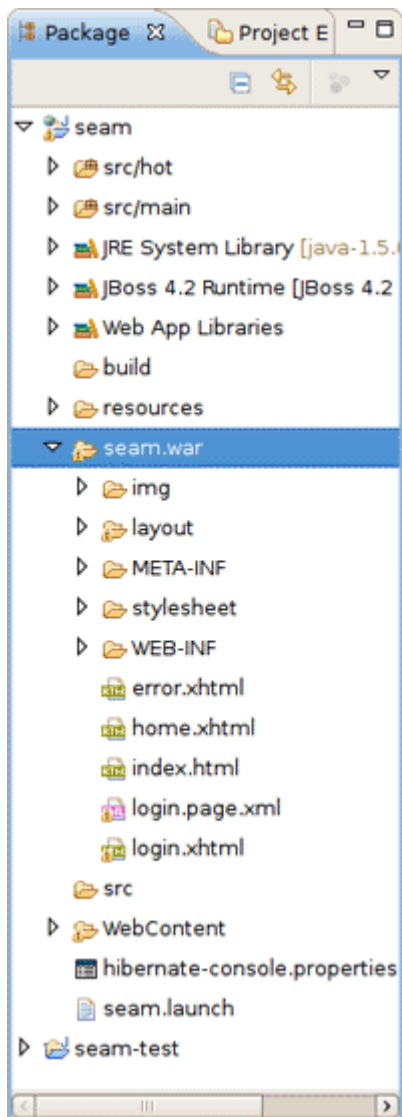 Package Project E
seam
src/hot
src/main
JRE System Library [java-1.5.
JBoss 4.2 Runtime [JBoss 4.2
Web App Libraries
build
resources
seam.war
img
layout
META-INF
stylesheet
WEB-INF
error.xhtml
home.xhtml
index.html
login.page.xml
login.xhtml
src
WebContent
hibernate-console.properties
seam.launch
seam-test